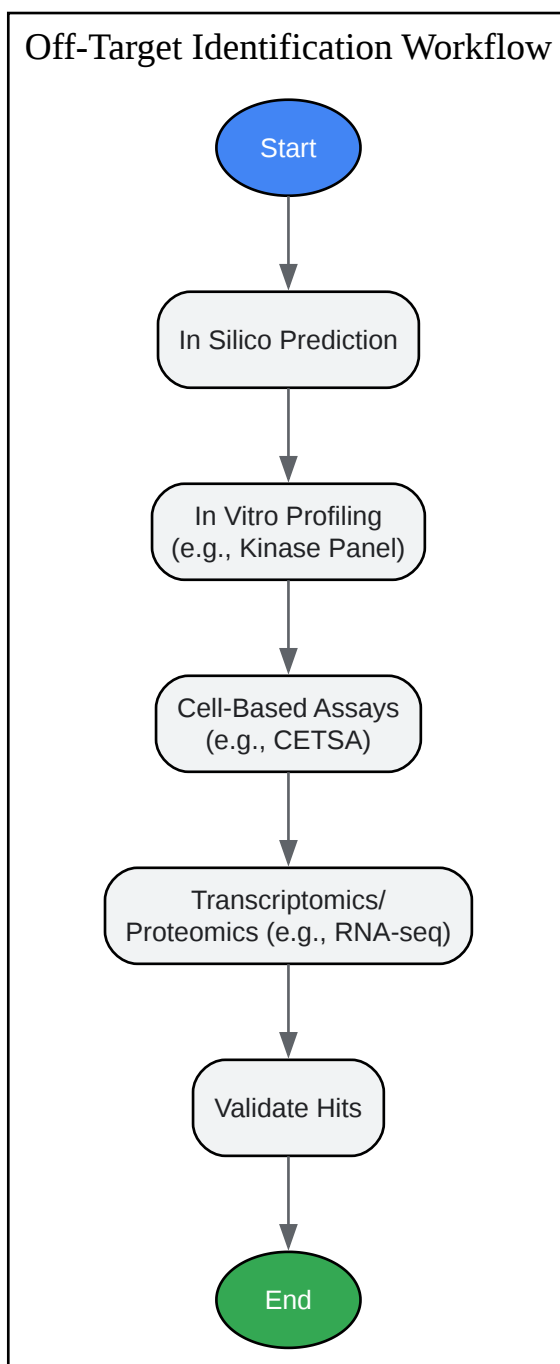 Off-Target Identification Workflow
Start
In Silico Prediction
In Vitro Profiling
(e.g., Kinase Panel)
Cell-Based Assays
(e.g., CETSA)
Transcriptomics/
Proteomics (e.g., RNA-seq)
Validate Hits
End